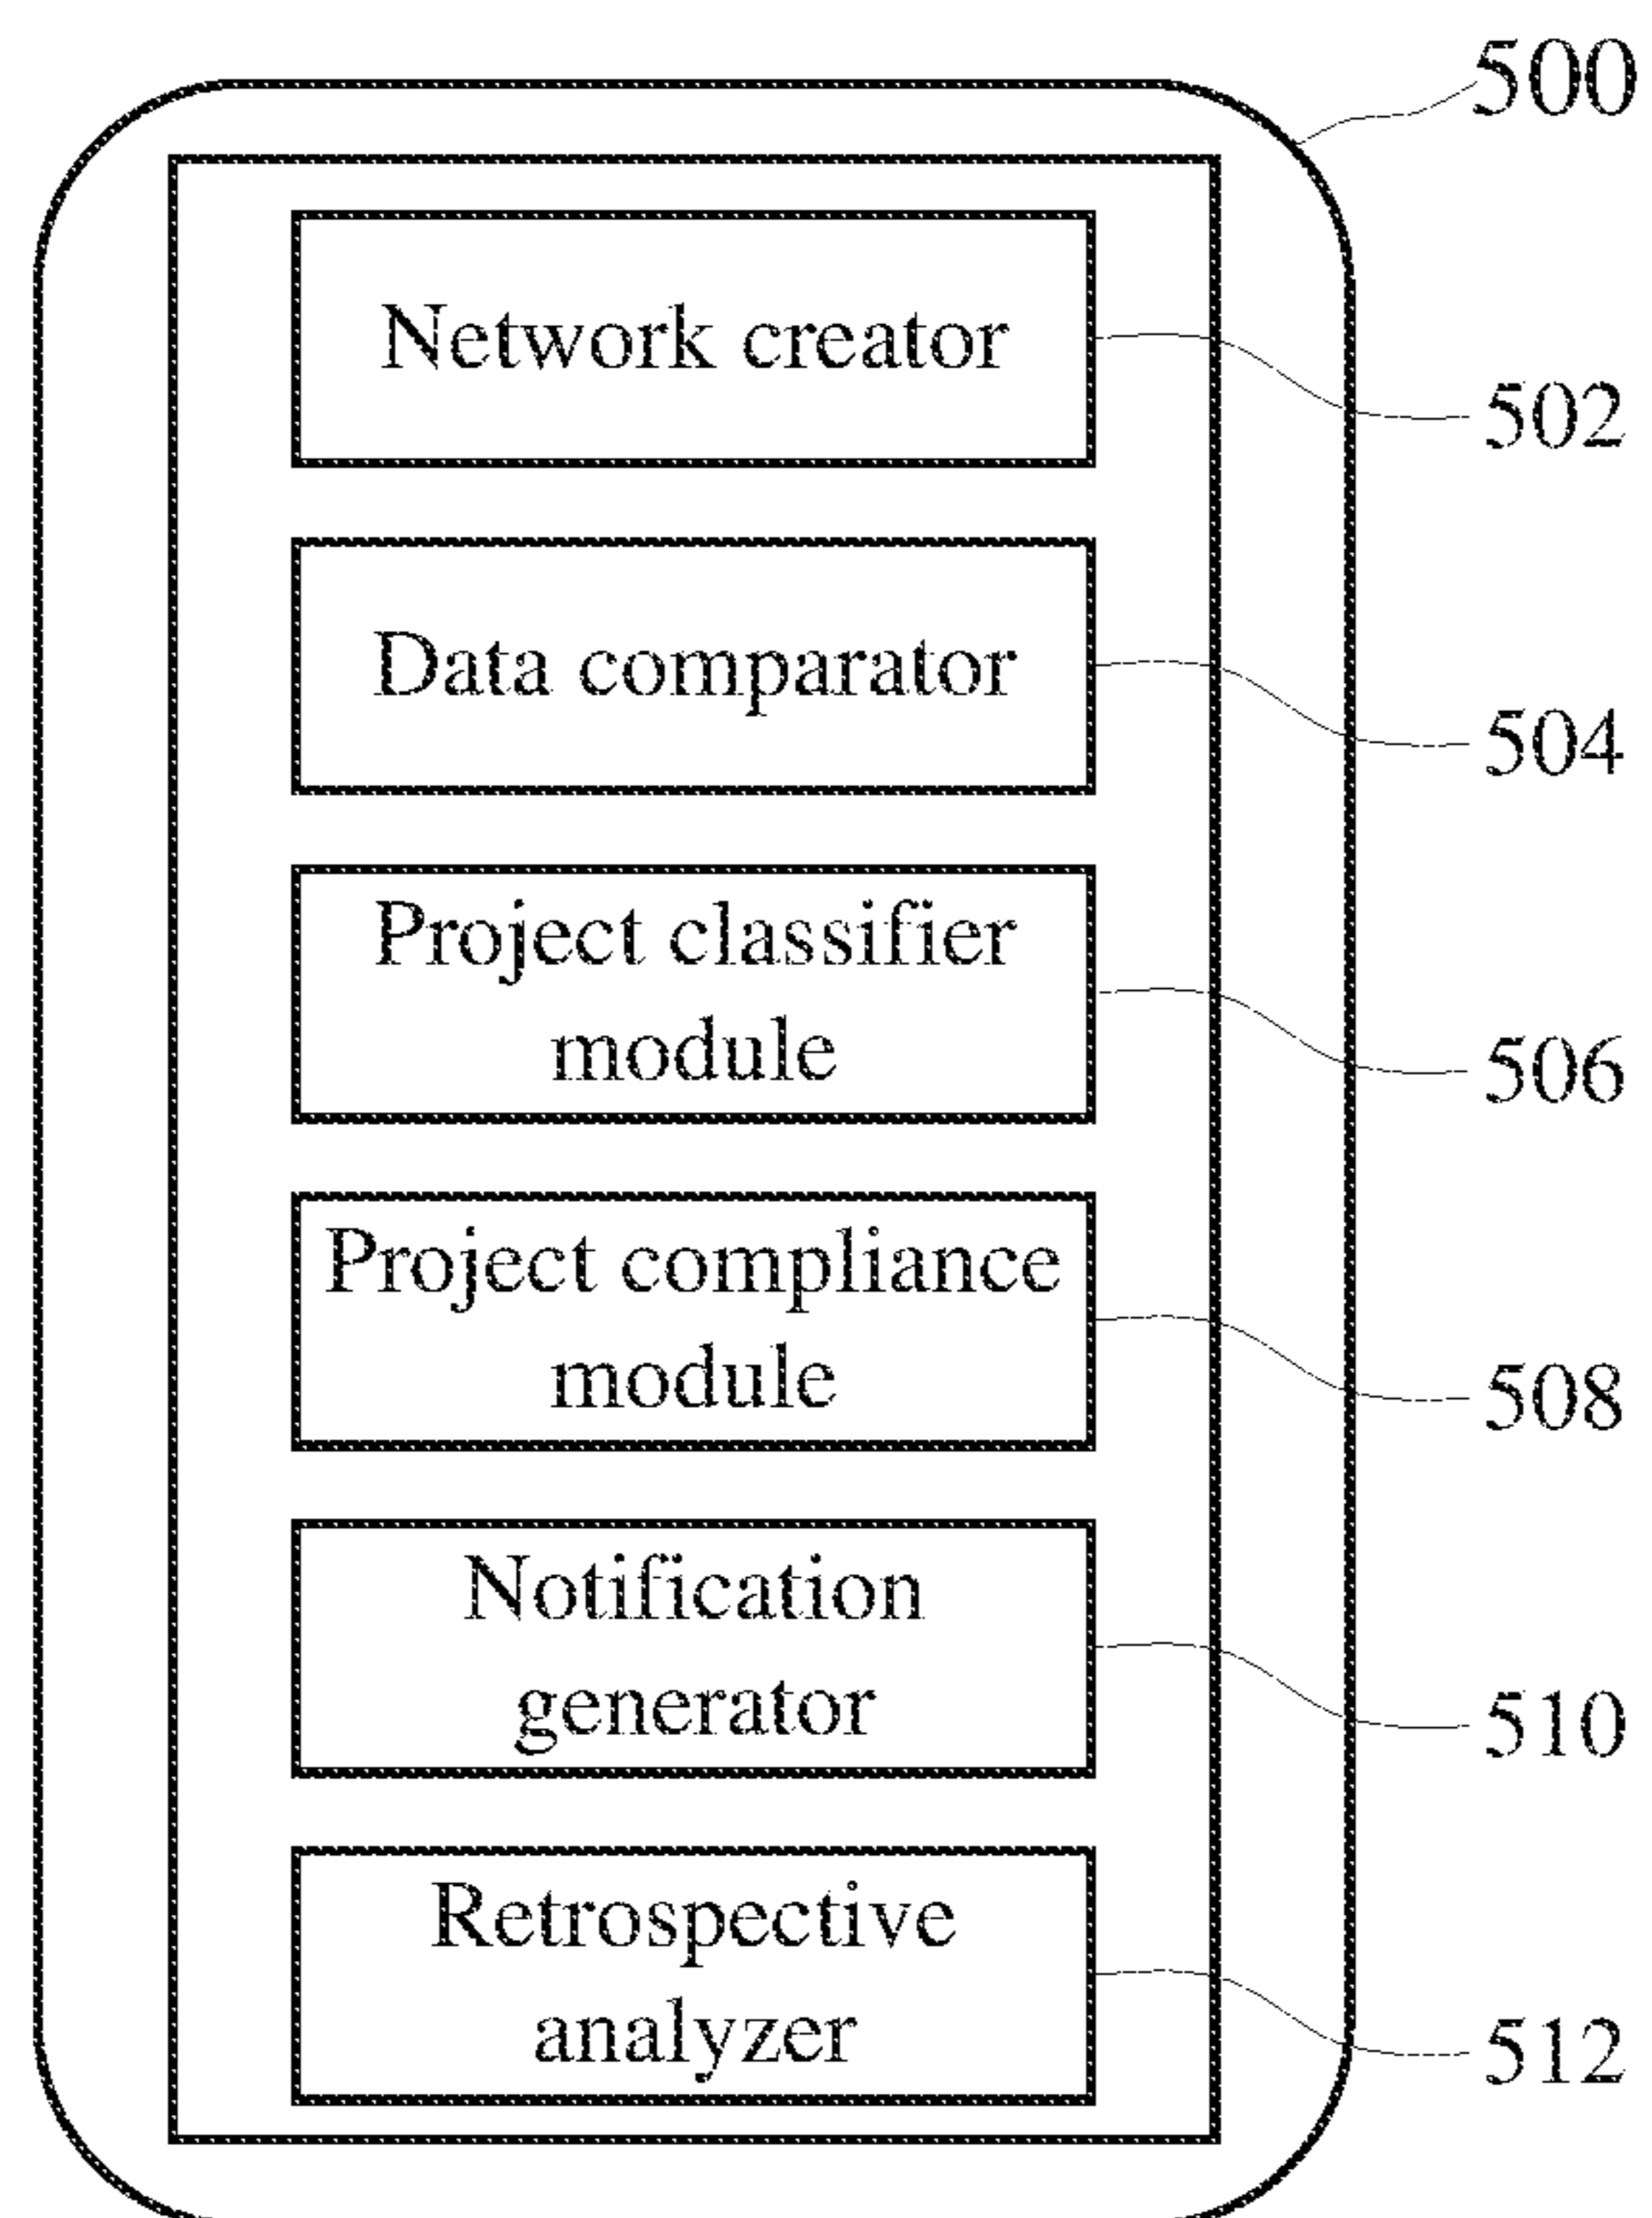 500
Network creator
502
Data comparator
504
Project classifier
module
506
Project compliance
module
508
Notification
generator
510
Retrospective
analyzer
512